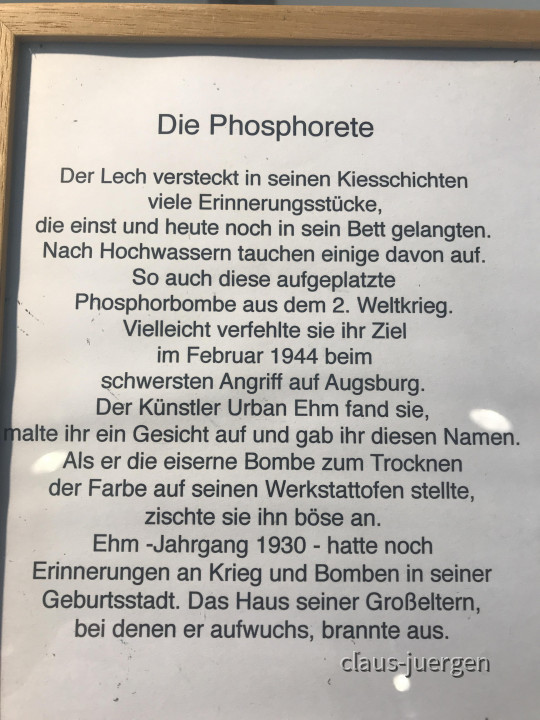 Die Phosphorete
Der Lech versteckt in seinen Kiesschichten
viele Erinnerungsstücke,
die einst und heute noch in sein Bett gelangten.
Nach Hochwassern tauchen einige davon auf.
So auch diese aufgeplatzte
Phosphorbombe aus dem 2. Weltkrieg.
Vielleicht verfehlte sie ihr Ziel
im Februar 1944 beim
schwersten Angriff auf Augsburg.
Der Künstler Urban Ehm fand sie,
malte ihr ein Gesicht auf und gab ihr diesen Namen.
Als er die eiserne Bombe zum Trocknen
der Farbe auf seinen Werkstattofen stellte,
zischte sie ihn böse an.
Ehm -Jahrgang 1930 - hatte noch
Erinnerungen an Krieg und Bomben in seiner
Geburtsstadt. Das Haus seiner Großeltern,
bei denen er aufwuchs, brannte aus.
claus-juergen